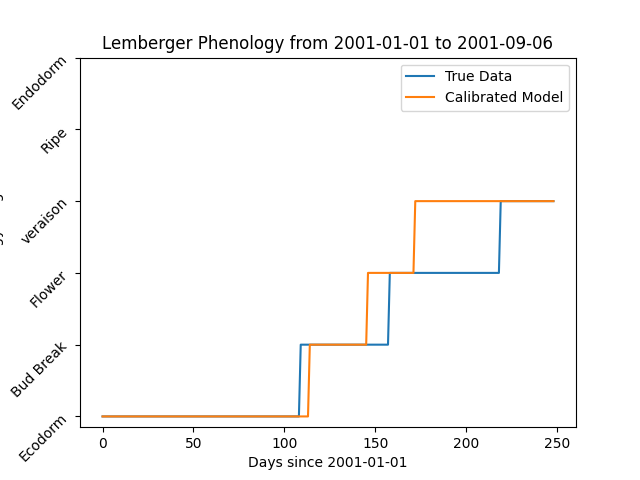 Lemberger Phenology from 2001-01-01 to 2001-09-06
True Data
Calibrated Model
Endodorm
Ripe
veraison
Flower
Bud Break
Ecodorm
0 50 100 150 200 250
Days since 2001-01-01